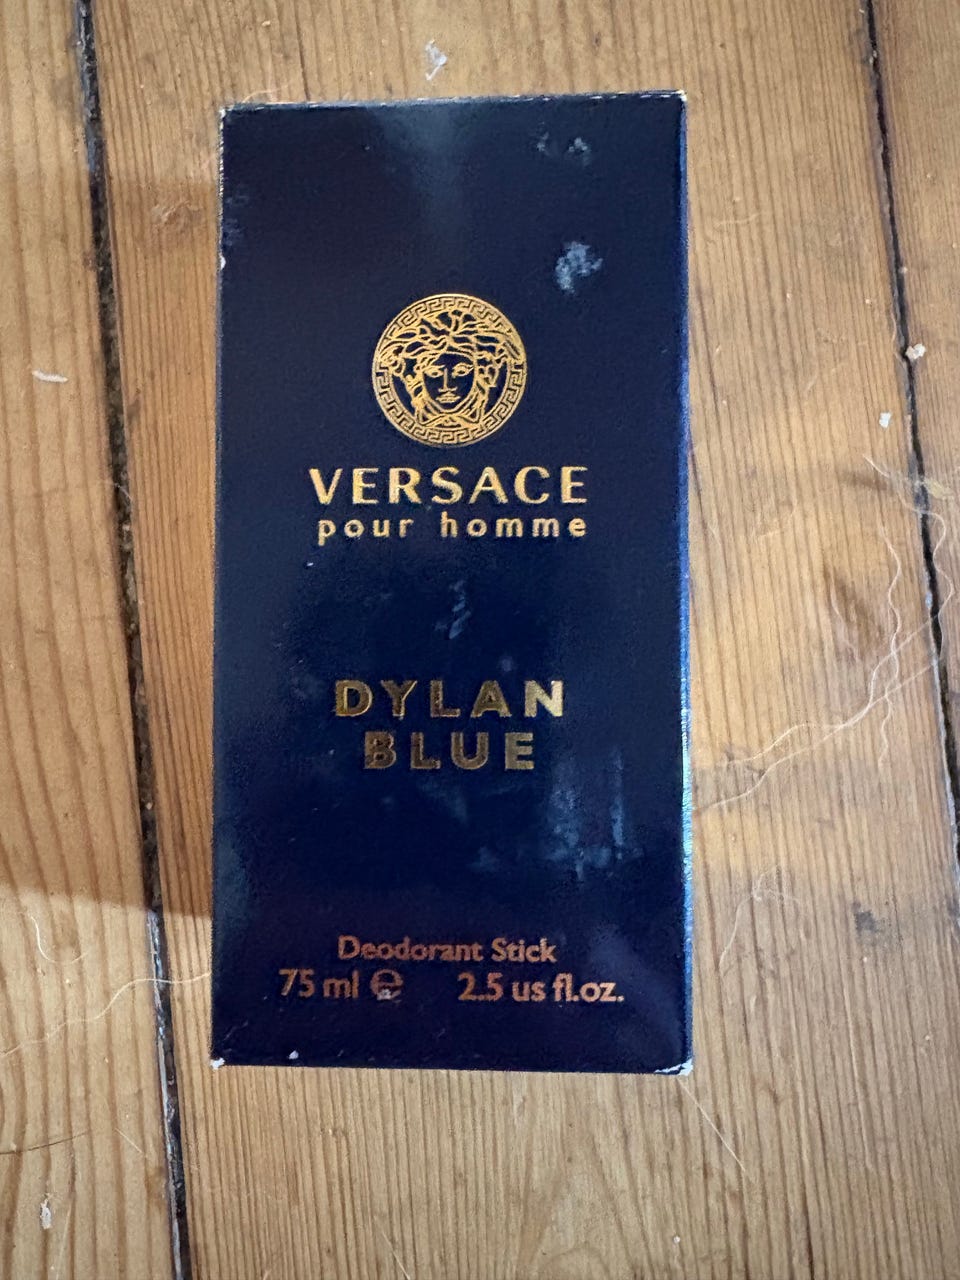 VERSACE
pour homme
DYLAN
BLUE
Deodorant Stick
75 ml ℮ 2.5 us fl.oz.